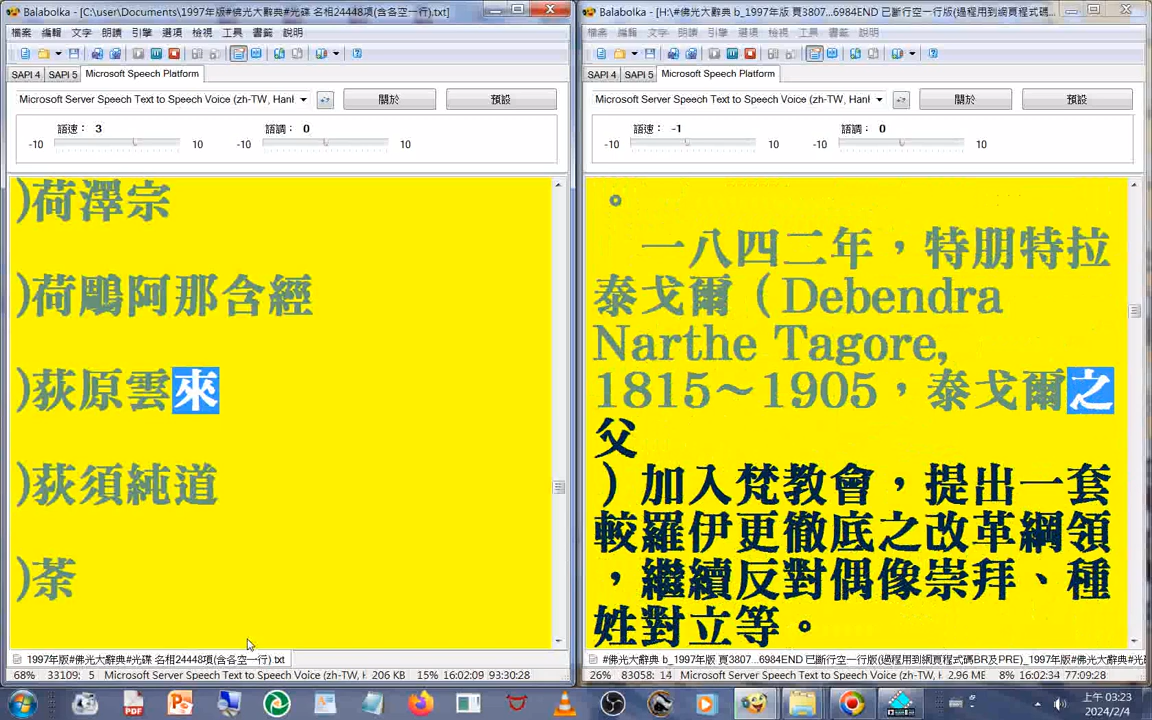 Balabolka - [C:\user\Documents\1997年版#佛光大辭典#光碟 名相24448項(含各空一行).txt]
檔案 編輯 文字 朗讀 引擎 選項 檢視 工具 書籤 說明
SAPI 4 SAPI 5 Microsoft Speech Platform
Microsoft Server Speech Text to Speech Voice (zh-TW, Hanl 關於 預設
語速： 3 語調： 0
-10 10 -10 10
)荷澤宗
)荷鵰阿那含經
)荻原雲來
)荻須純道
)荼
1997年版#佛光大辭典#光碟 名相24448項(含各空一行).txt
68% 33109: 5 Microsoft Server Speech Text to Speech Voice (zh-TW, H 206 KB 15% 16:02:09 93:30:28
Balabolka - [H:\#佛光大辭典 b_1997年版 頁3807...6984END 已斷行空一行版(過程用到網頁程式碼...
檔案 編輯 文字 朗讀 引擎 選項 檢視 工具 書籤 說明
SAPI 4 SAPI 5 Microsoft Speech Platform
Microsoft Server Speech Text to Speech Voice (zh-TW, Hanl 關於 預設
語速： -1 語調： 0
-10 10 -10 10
。
一八四二年，特朋特拉
泰戈爾（Debendra
Narthe Tagore,
1815～1905，泰戈爾之
父
）加入梵教會，提出一套
較羅伊更徹底之改革綱領
，繼續反對偶像崇拜、種
姓對立等。
#佛光大辭典 b_1997年版 頁3807...6984END 已斷行空一行版(過程用到網頁程式碼BR及PRE)_1997年版#佛光
26% 83058: 14 Microsoft Server Speech Text to Speech Voice (zh-TW, H 2.96 ME 8% 16:02:34 77:09:28
上午 03:23
2024/2/4